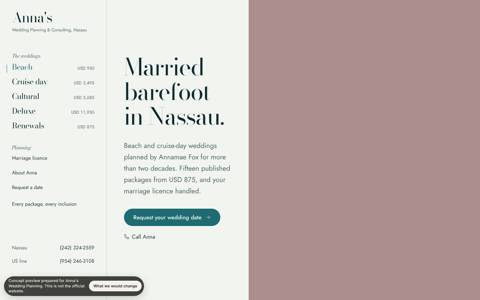 Anna's
Wedding Planning & Consulting, Nassau
The weddings
Beach USD 950
Cruise day USD 3,495
Cultural
Deluxe USD 11,950
Renewals USD 875
Planning
Marriage licence
About Anna
Request a date
Every package, every inclusion
Nassau (242) 324-2559
US line (954) 246-3108
Married
barefoot
in Nassau.
Beach and cruise-day weddings
planned by Annamae Fox for more
than two decades. Fifteen published
packages from USD 875, and your
marriage licence handled.
Request your wedding date →
Call Anna
Concept preview prepared for Anna's
Wedding Planning. This is not the official
website.
What we would change